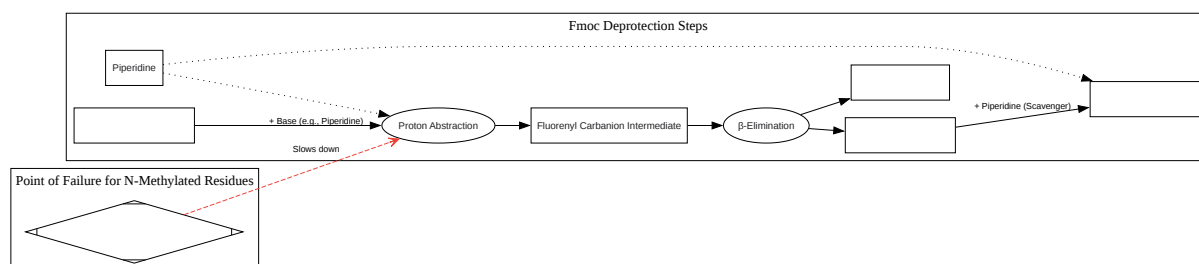 Fmoc Deprotection Steps
Piperidine
+ Base (e.g., Piperidine)
Proton Abstraction
Fluorenyl Carbanion Intermediate
β-Elimination
+ Piperidine (Scavenger)
Slows down
Point of Failure for N-Methylated Residues